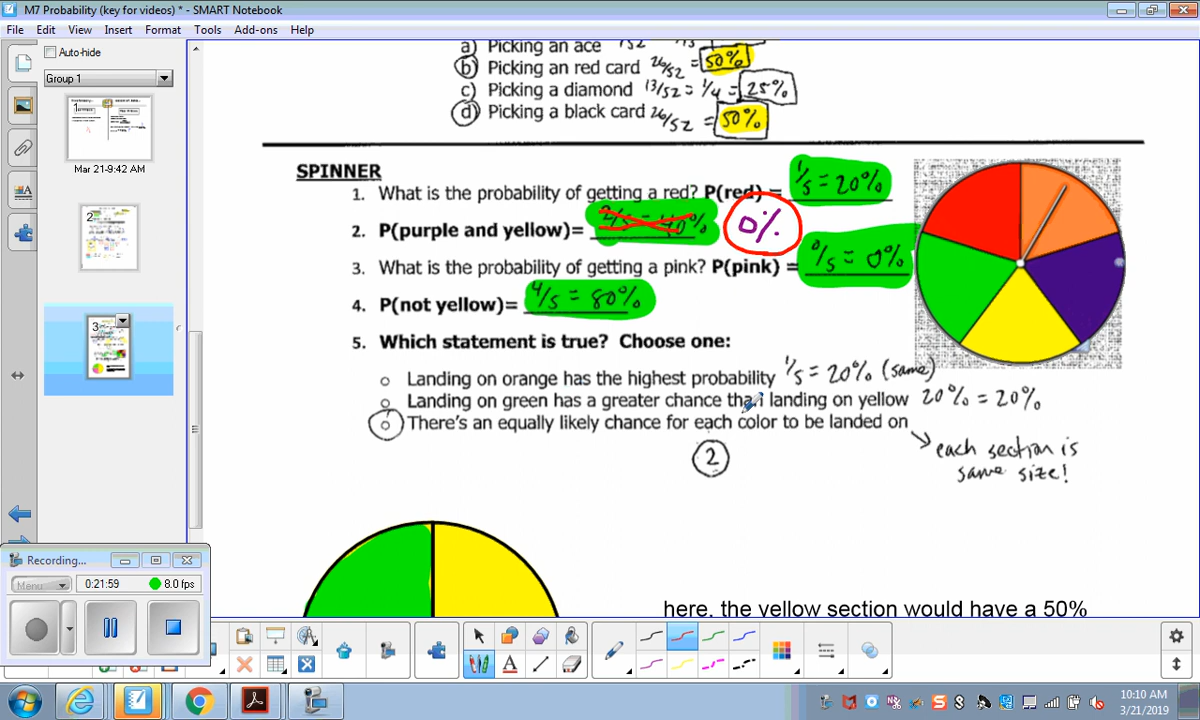 M7 Probability (key for videos) * - SMART Notebook
File Edit View Insert Format Tools Add-ons Help
Auto-hide
Group 1
Mar 21-9:42 AM
a) Picking an ace
b) Picking an red card 26/52 = 50%
c) Picking a diamond 13/52 = 1/4 = 25%
d) Picking a black card 26/52 = 50%
SPINNER
1. What is the probability of getting a red? P(red) = 1/5 = 20%
2. P(purple and yellow)= 2/5 = 40% 0%
3. What is the probability of getting a pink? P(pink) = 0/5 = 0%
4. P(not yellow)= 4/5 = 80%
5. Which statement is true? Choose one:
Landing on orange has the highest probability 1/5 = 20% (same)
Landing on green has a greater chance than landing on yellow 20% = 20%
There's an equally likely chance for each color to be landed on
each section is
same size!
2
here, the yellow section would have a 50%
Recording...
Menu 0:21:59 8.0 fps
10:10 AM
3/21/2019